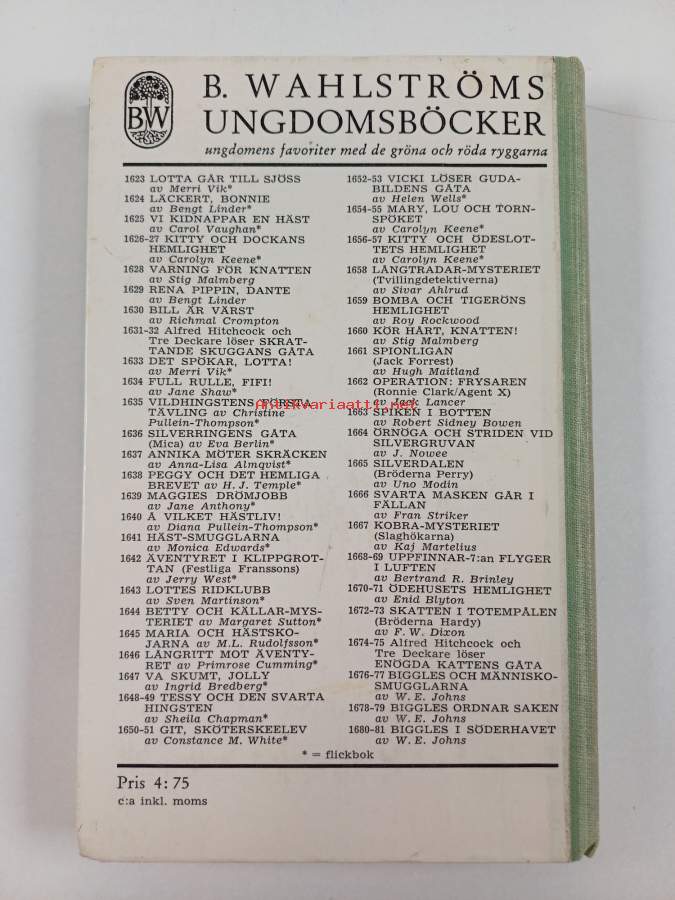 BW
B. WAHLSTRÖMS
UNGDOMSBÖCKER
ungdomens favoriter med de gröna och röda ryggarna
1623 LOTTA GÅR TILL SJÖSS
av Merri Vik*
1624 LÄCKERT, BONNIE
av Bengt Linder*
1625 VI KIDNAPPAR EN HÄST
av Carol Vaughan*
1626-27 KITTY OCH DOCKANS
HEMLIGHET
av Carolyn Keene*
1628 VARNING FÖR KNATTEN
av Stig Malmberg
1629 RENA PIPPIN, DANTE
av Bengt Linder
1630 BILL ÄR VÄRST
av Richmal Crompton
1631-32 Alfred Hitchcock och
Tre Deckare löser SKRAT-
TANDE SKUGGANS GÅTA
1633 DET SPÖKAR, LOTTA!
av Merri Vik*
1634 FULL RULLE, FIFI!
av Jane Shaw*
1635 VILDHINGSTENS FÖRSTA
TÄVLING av Christine
Pullein-Thompson*
1636 SILVERRINGENS GÅTA
(Mica) av Eva Berlin*
1637 ANNIKA MÖTER SKRÄCKEN
av Anna-Lisa Almqvist*
1638 PEGGY OCH DET HEMLIGA
BREVET av H. J. Temple*
1639 MAGGIES DRÖMJOBB
av Jane Anthony*
1640 Å VILKET HÄSTLIV!
av Diana Pullein-Thompson*
1641 HÄST-SMUGGLARNA
av Monica Edwards*
1642 ÄVENTYRET I KLIPPGROT-
TAN (Festliga Franssons)
av Jerry West*
1643 LOTTES RIDKLUBB
av Sven Martinson*
1644 BETTY OCH KÄLLAR-MYS-
TERIET av Margaret Sutton*
1645 MARIA OCH HÄSTSKO-
JARNA av M.L. Rudolfsson*
1646 LÅNGRITT MOT ÄVENTY-
RET av Primrose Cumming*
1647 VA SKUMT, JOLLY
av Ingrid Bredberg*
1648-49 TESSY OCH DEN SVARTA
HINGSTEN
av Sheila Chapman*
1650-51 GIT, SKÖTERSKEELEV
av Constance M. White*
1652-53 VICKI LÖSER GUDA-
BILDENS GÅTA
av Helen Wells*
1654-55 MARY, LOU OCH TORN-
SPÖKET
av Carolyn Keene*
1656-57 KITTY OCH ÖDESLOT-
TETS HEMLIGHET
av Carolyn Keene*
1658 LÅNGTRADAR-MYSTERIET
(Tvillingdetektiverna)
av Sivar Ahlrud
1659 BOMBA OCH TIGERÖNS
HEMLIGHET
av Roy Rockwood
1660 KÖR HÅRT, KNATTEN!
av Stig Malmberg
1661 SPIONLIGAN
(Jack Forrest)
av Hugh Maitland
1662 OPERATION: FRYSAREN
(Ronnie Clark/Agent X)
av Jack Lancer
1663 SPIKEN I BOTTEN
av Robert Sidney Bowen
1664 ÖRNÖGA OCH STRIDEN VID
SILVERGRUVAN
av J. Nowee
1665 SILVERDALEN
(Bröderna Perry)
av Uno Modin
1666 SVARTA MASKEN GÅR I
FÄLLAN
av Fran Striker
1667 KOBRA-MYSTERIET
(Slaghökarna)
av Kaj Martelius
1668-69 UPPFINNAR-7:an FLYGER
I LUFTEN
av Bertrand R. Brinley
1670-71 ÖDEHUSETS HEMLIGHET
av Enid Blyton
1672-73 SKATTEN I TOTEMPÅLEN
(Bröderna Hardy)
av F. W. Dixon
1674-75 Alfred Hitchcock och
Tre Deckare löser
ENÖGDA KATTENS GÅTA
1676-77 BIGGLES OCH MÄNNISKO-
SMUGGLARNA
av W. E. Johns
1678-79 BIGGLES ORDNAR SAKEN
av W. E. Johns
1680-81 BIGGLES I SÖDERHAVET
av W. E. Johns
* = flickbok
Pris 4:75
c:a inkl. moms
Antikvariaatti.net